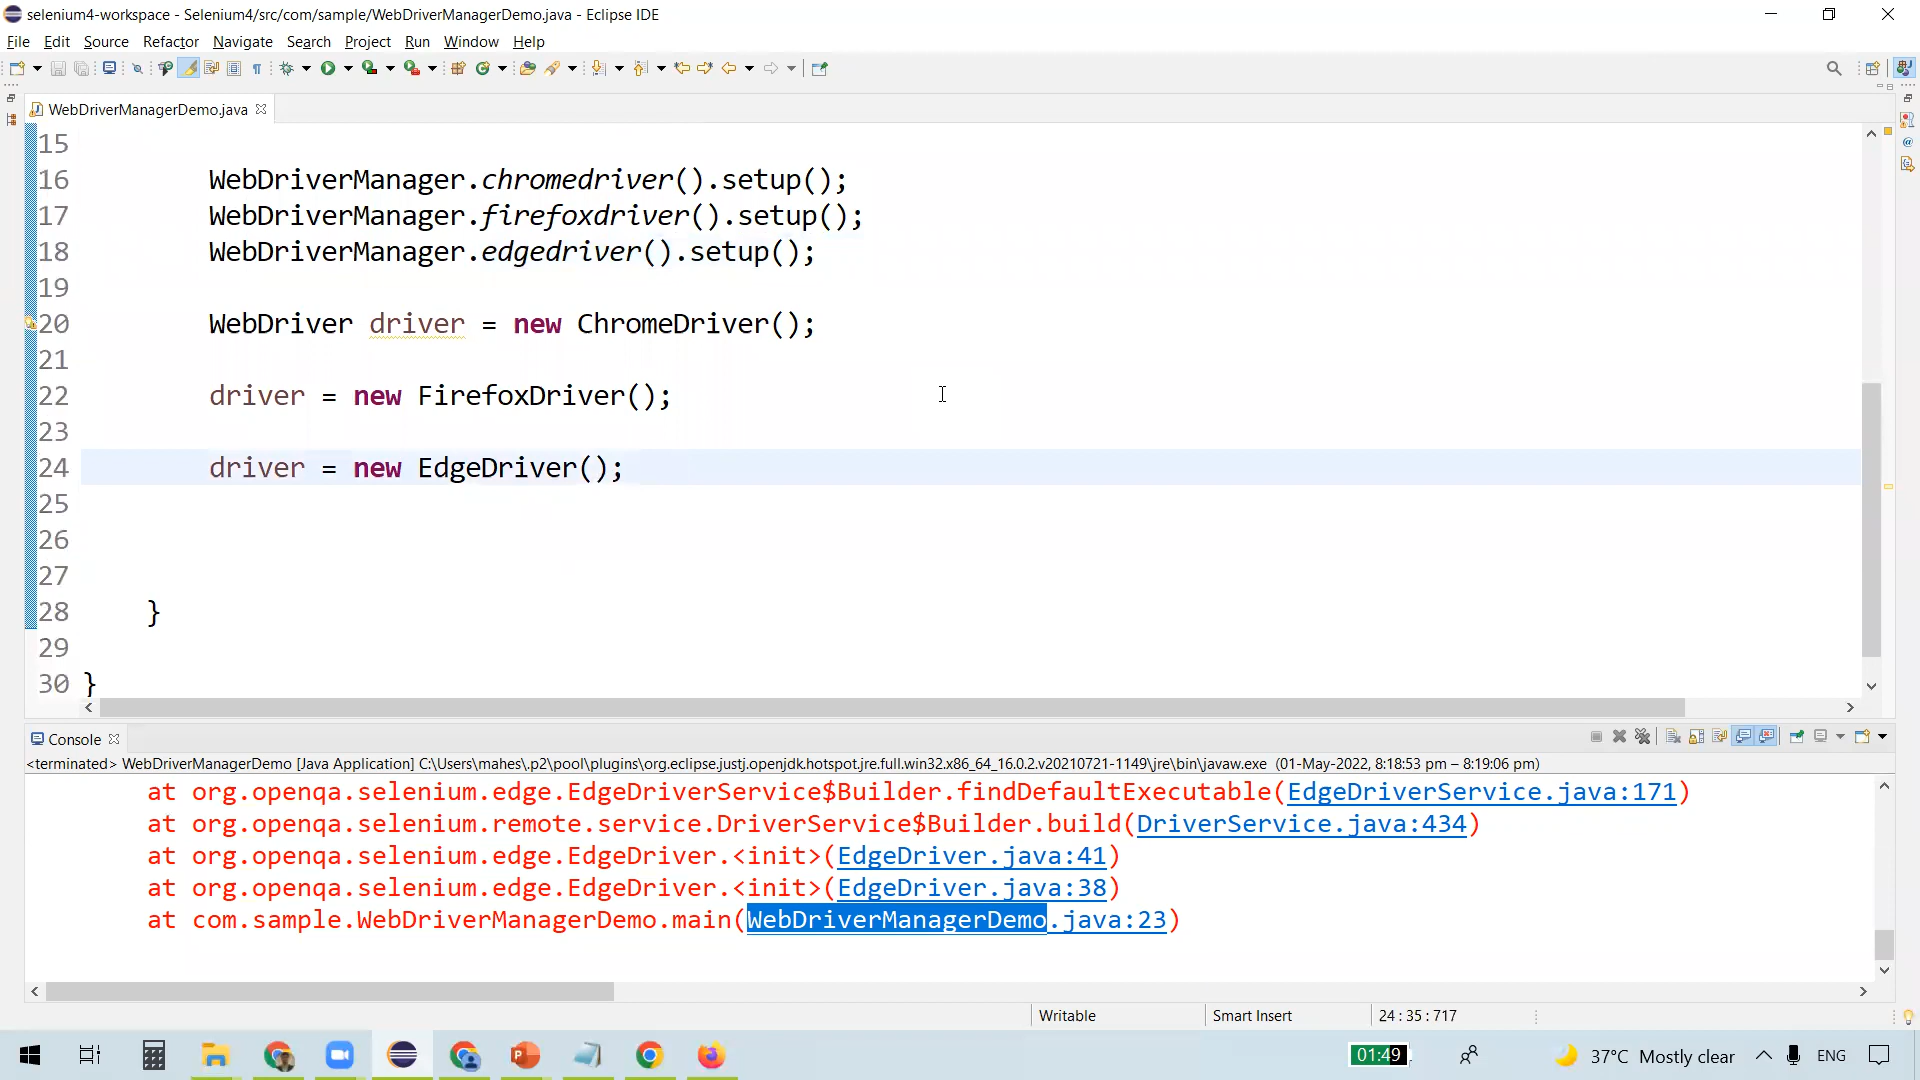 selenium4-workspace - Selenium4/src/com/sample/WebDriverManagerDemo.java - Eclipse IDE
File Edit Source Refactor Navigate Search Project Run Window Help
WebDriverManagerDemo.java
15
16 WebDriverManager.chromedriver().setup();
17 WebDriverManager.firefoxdriver().setup();
18 WebDriverManager.edgedriver().setup();
19
20 WebDriver driver = new ChromeDriver();
21
22 driver = new FirefoxDriver();
23
24 driver = new EdgeDriver();
25
26
27
28 }
29
30 }
Console
<terminated> WebDriverManagerDemo [Java Application] C:\Users\mahes\.p2\pool\plugins\org.eclipse.justj.openjdk.hotspot.jre.full.win32.x86_64_16.0.2.v20210721-1149\jre\bin\javaw.exe (01-May-2022, 8:18:53 pm – 8:19:06 pm)
at org.openqa.selenium.edge.EdgeDriverService$Builder.findDefaultExecutable(EdgeDriverService.java:171)
at org.openqa.selenium.remote.service.DriverService$Builder.build(DriverService.java:434)
at org.openqa.selenium.edge.EdgeDriver.<init>(EdgeDriver.java:41)
at org.openqa.selenium.edge.EdgeDriver.<init>(EdgeDriver.java:38)
at com.sample.WebDriverManagerDemo.main(WebDriverManagerDemo.java:23)
Writable Smart Insert 24 : 35 : 717
01:49 37°C Mostly clear ENG